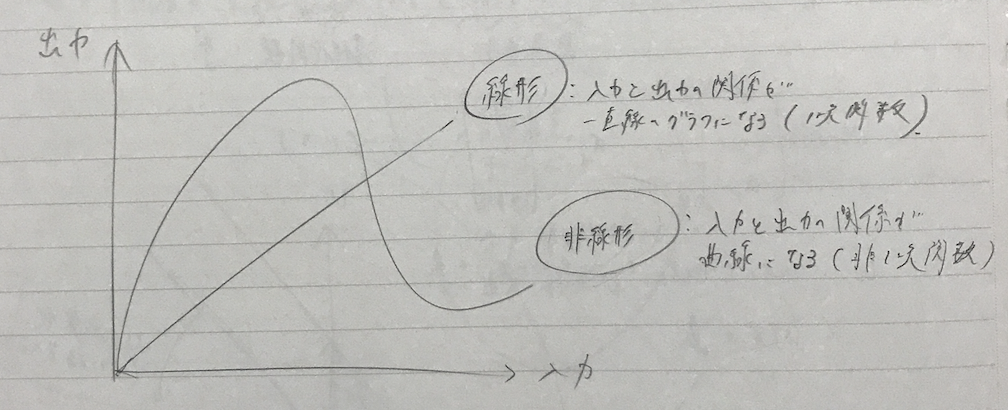 出力
線形 : 入力と出力の関係が
一直線のグラフになる (1次関数)
非線形 : 入力と出力の関係が
曲線になる (非1次関数)
入力